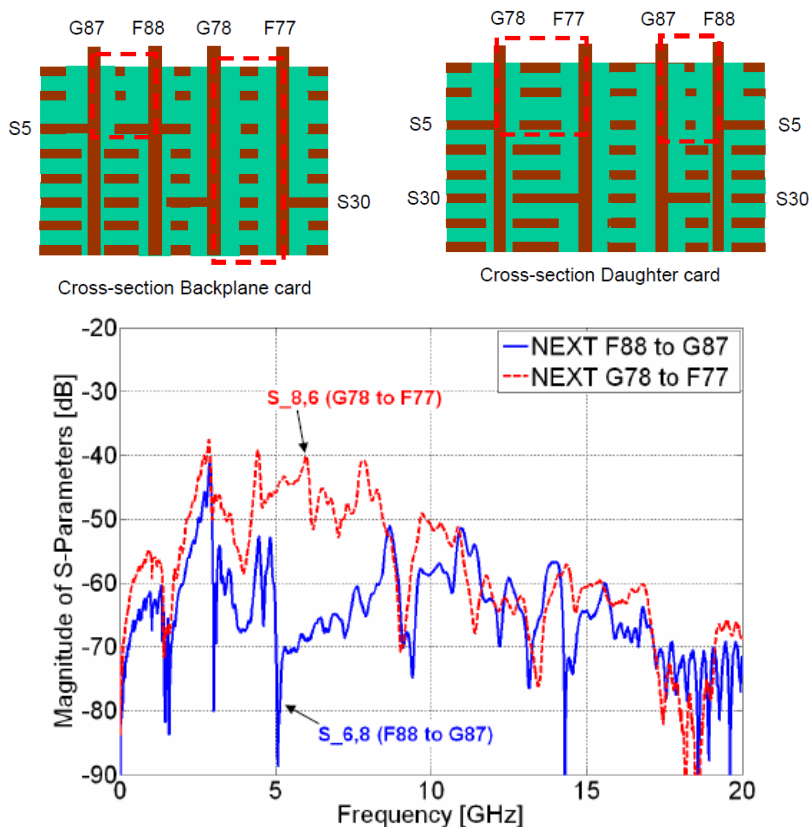 G87 F88 G78 F77
S5
S30
Cross-section Backplane card
G78 F77 G87 F88
S5 S5
S30 S30
Cross-section Daughter card
-20
-30
-40
-50
-60
-70
-80
-90
Magnitude of S-Parameters [dB]
NEXT F88 to G87
NEXT G78 to F77
S_8,6 (G78 to F77)
S_6,8 (F88 to G87)
0 5 10 15 20
Frequency [GHz]